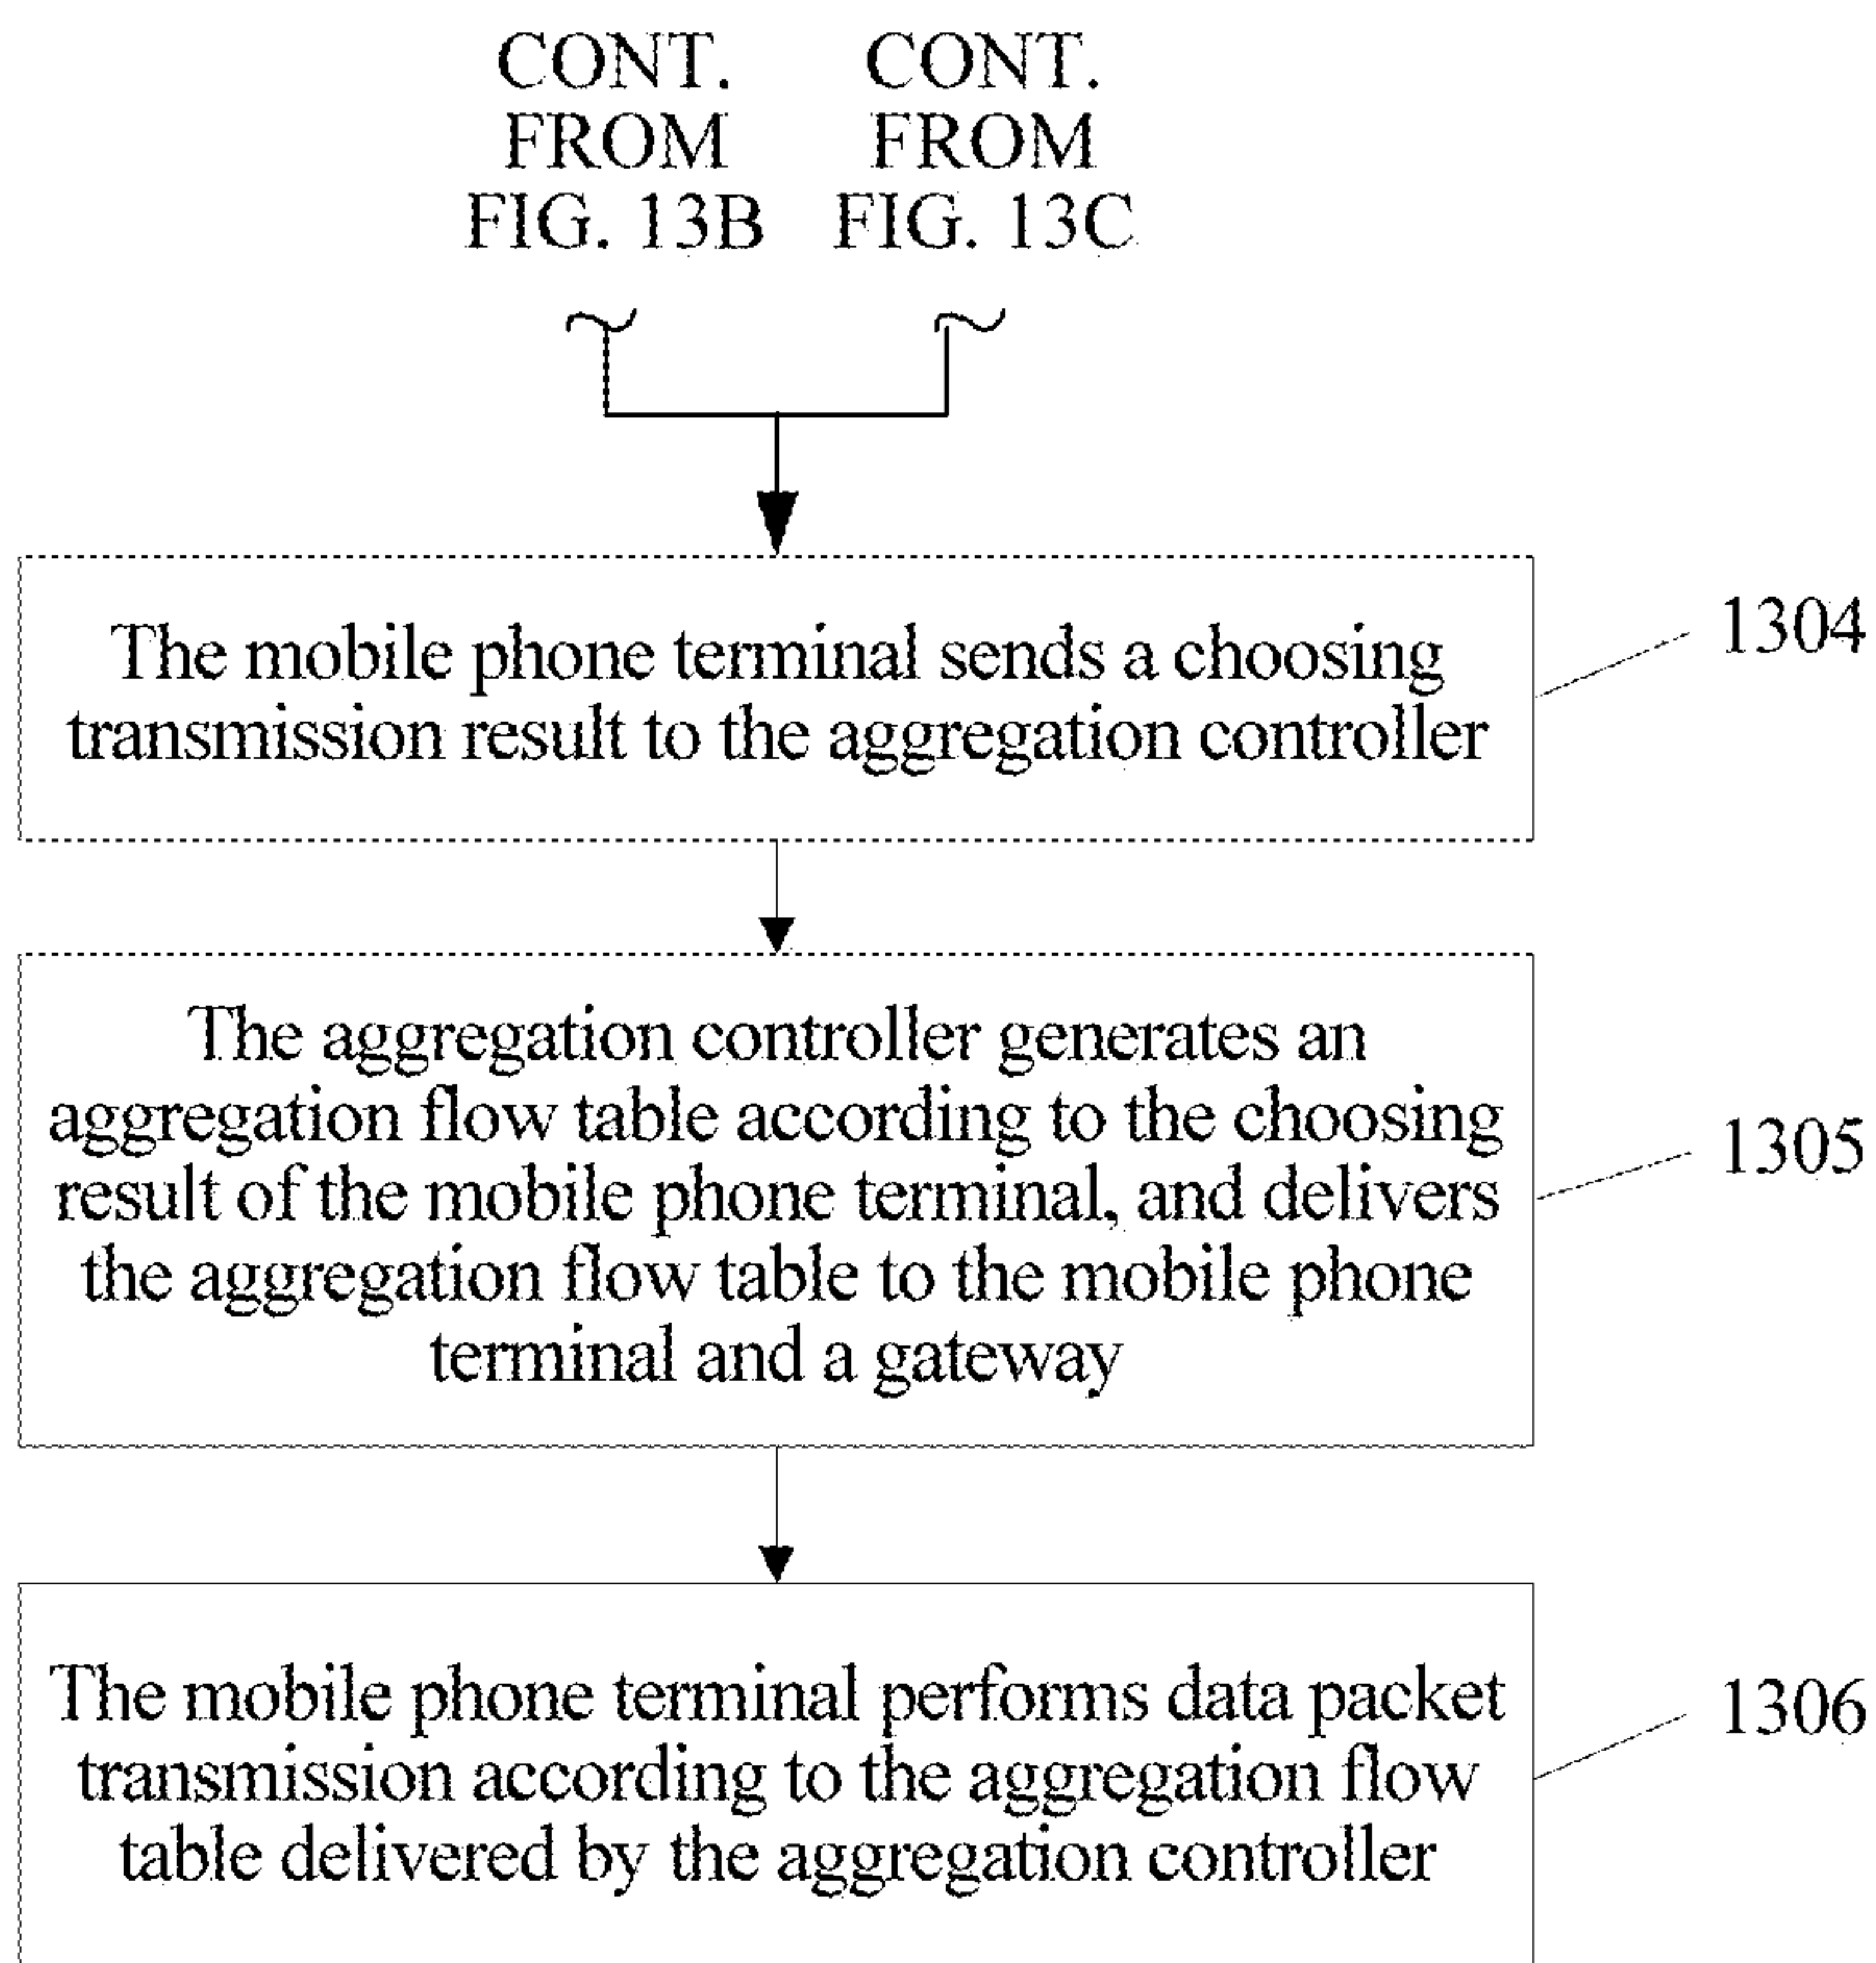 CONT.
FROM
FIG. 13B
CONT.
FROM
FIG. 13C
The mobile phone terminal sends a choosing
transmission result to the aggregation controller
1304
The aggregation controller generates an
aggregation flow table according to the choosing
result of the mobile phone terminal, and delivers
the aggregation flow table to the mobile phone
terminal and a gateway
1305
The mobile phone terminal performs data packet
transmission according to the aggregation flow
table delivered by the aggregation controller
1306